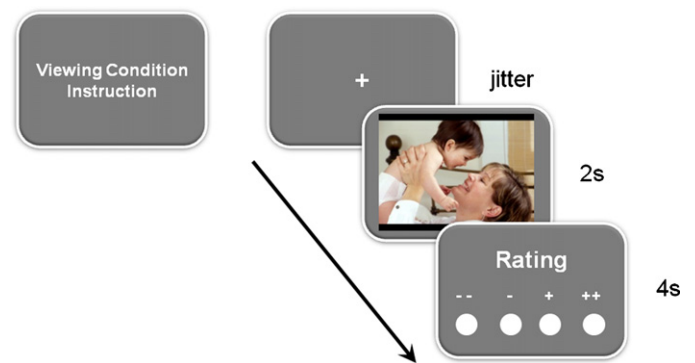 Viewing Condition
Instruction
+
jitter
2s
Rating
-- - + ++
4s